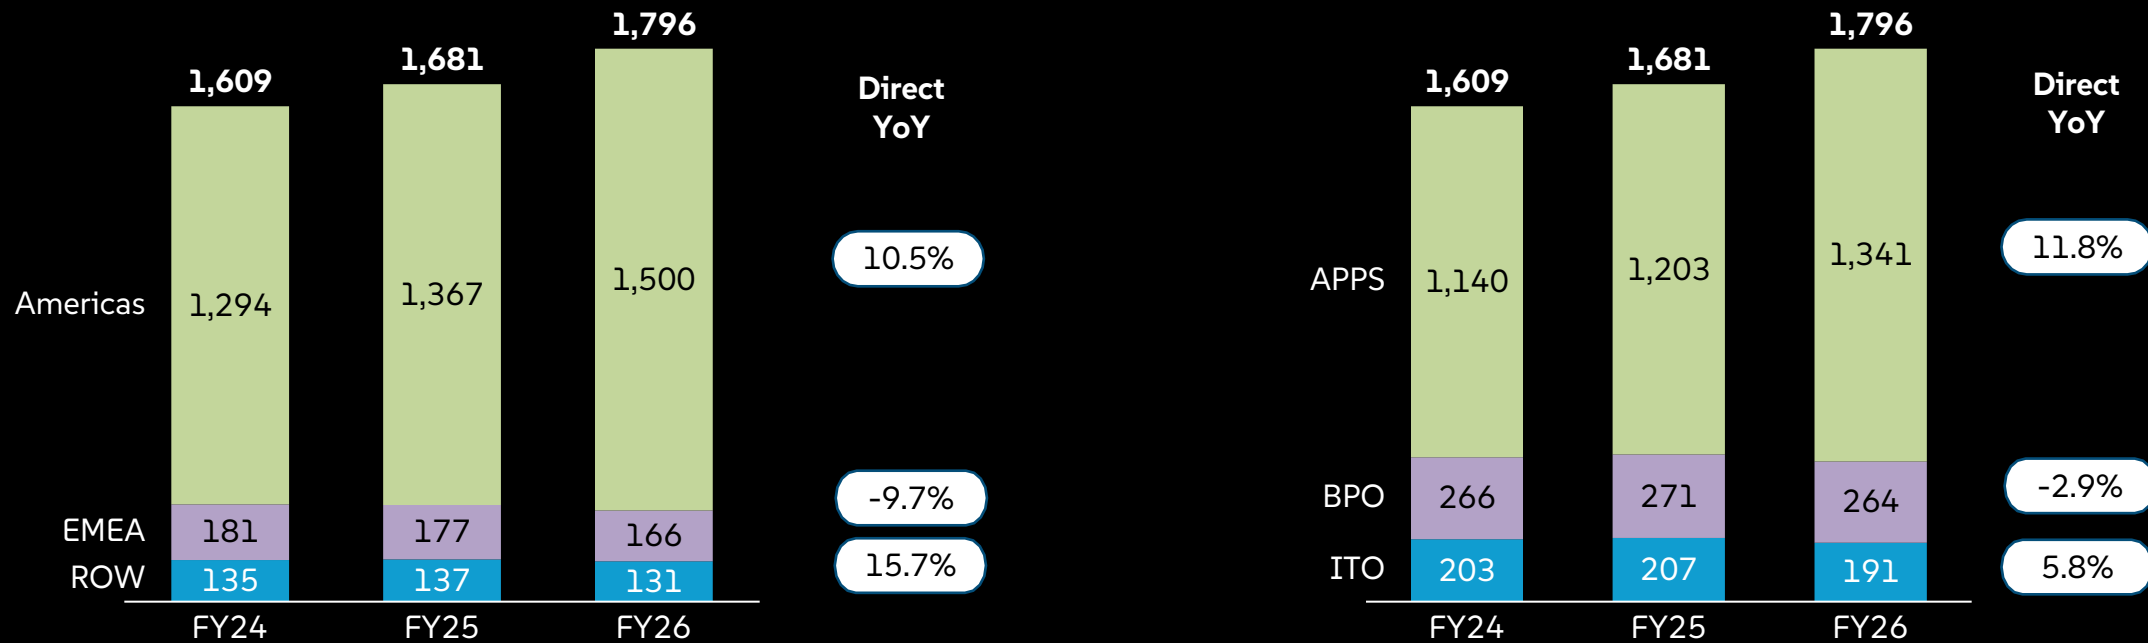 1,609
1,681
1,796
Direct
YoY
Americas
1,294
1,367
1,500
10.5%
EMEA
181
177
166
-9.7%
ROW
135
137
131
15.7%
FY24
FY25
FY26
1,609
1,681
1,796
Direct
YoY
APPS
1,140
1,203
1,341
11.8%
BPO
266
271
264
-2.9%
ITO
203
207
191
5.8%
FY24
FY25
FY26